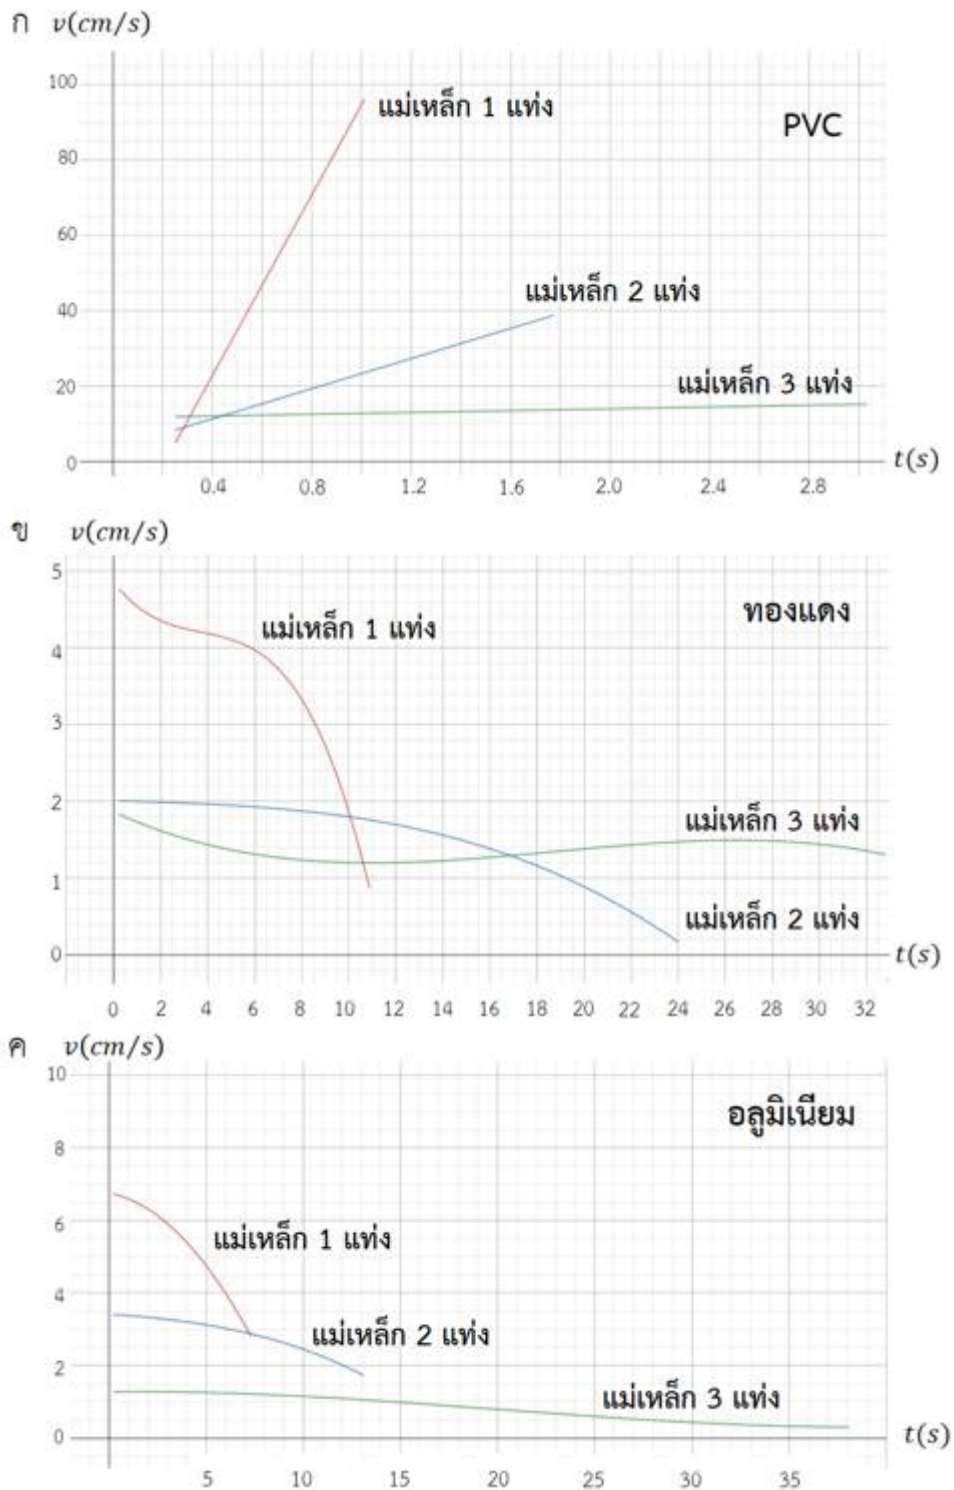 ก v(cm/s)
100
แม่เหล็ก 1 แท่ง
PVC
80
60
แม่เหล็ก 2 แท่ง
40
แม่เหล็ก 3 แท่ง
20
0
t(s)
0.4 0.8 1.2 1.6 2.0 2.4 2.8
ข v(cm/s)
5
ทองแดง
แม่เหล็ก 1 แท่ง
4
3
2
แม่เหล็ก 3 แท่ง
1
แม่เหล็ก 2 แท่ง
0
t(s)
0 2 4 6 8 10 12 14 16 18 20 22 24 26 28 30 32
ค v(cm/s)
10
อลูมิเนียม
8
6
แม่เหล็ก 1 แท่ง
4
แม่เหล็ก 2 แท่ง
2
แม่เหล็ก 3 แท่ง
0
t(s)
5 10 15 20 25 30 35